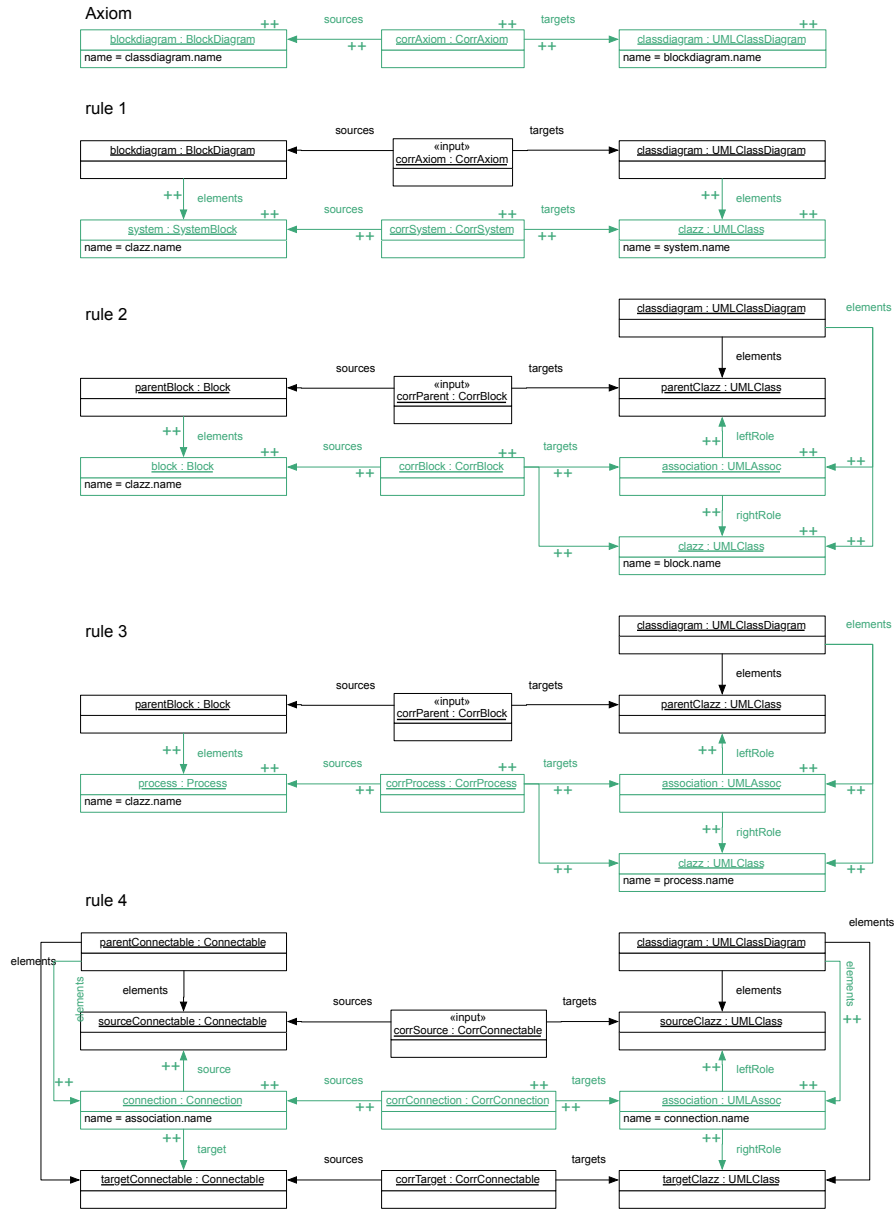 Axiom
++ sources ++ targets ++
blockdiagram : BlockDiagram corrAxiom : CorrAxiom classdiagram : UMLClassDiagram
name = classdiagram.name ++ ++ name = blockdiagram.name
rule 1
sources «input» targets
blockdiagram : BlockDiagram corrAxiom : CorrAxiom classdiagram : UMLClassDiagram
++ elements ++ elements
++ sources ++ targets ++
system : SystemBlock corrSystem : CorrSystem clazz : UMLClass
name = clazz.name ++ ++ name = system.name
rule 2
classdiagram : UMLClassDiagram elements
elements
sources targets
parentBlock : Block «input» parentClazz : UMLClass
corrParent : CorrBlock
++ elements ++ leftRole
++ sources ++ targets ++
block : Block corrBlock : CorrBlock association : UMLAssoc
name = clazz.name ++ ++ ++
++ rightRole
++
clazz : UMLClass ++ ++
name = block.name
rule 3
classdiagram : UMLClassDiagram elements
elements
sources targets
parentBlock : Block «input» parentClazz : UMLClass
corrParent : CorrBlock
++ elements ++ leftRole
++ sources ++ targets ++
process : Process corrProcess : CorrProcess association : UMLAssoc
name = clazz.name ++ ++ ++
++ rightRole
++
clazz : UMLClass ++ ++
name = process.name
rule 4
elements
parentConnectable : Connectable classdiagram : UMLClassDiagram
elements elements elements
elements elements
sources targets
sourceConnectable : Connectable «input» sourceClazz : UMLClass ++
corrSource : CorrConnectable
++ source ++ leftRole
++ ++ sources ++ targets ++
connection : Connection corrConnection : CorrConnection association : UMLAssoc
name = association.name ++ ++ name = connection.name
++ target ++ rightRole
sources targets
targetConnectable : Connectable corrTarget : CorrConnectable targetClazz : UMLClass